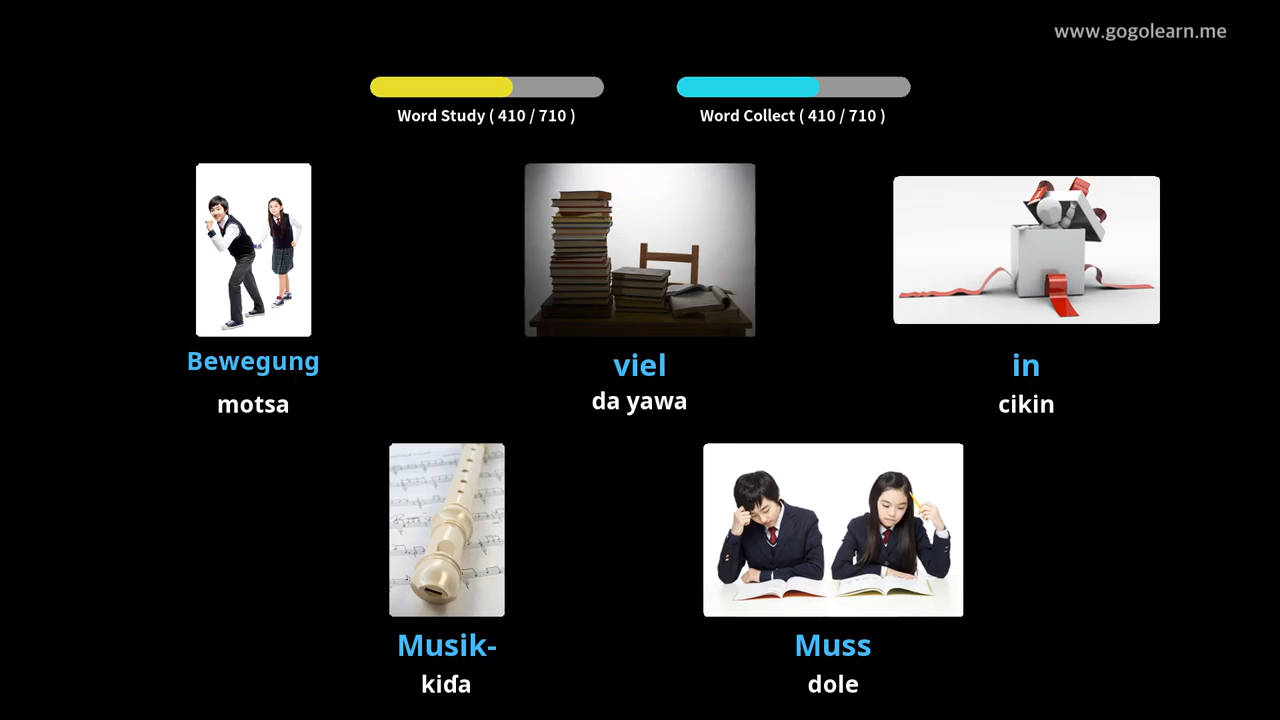 www.gogolearn.me
Word Study ( 410 / 710 )
Word Collect ( 410 / 710 )
Bewegung
motsa
viel
da yawa
in
cikin
Musik-
kiɗa
Muss
dole